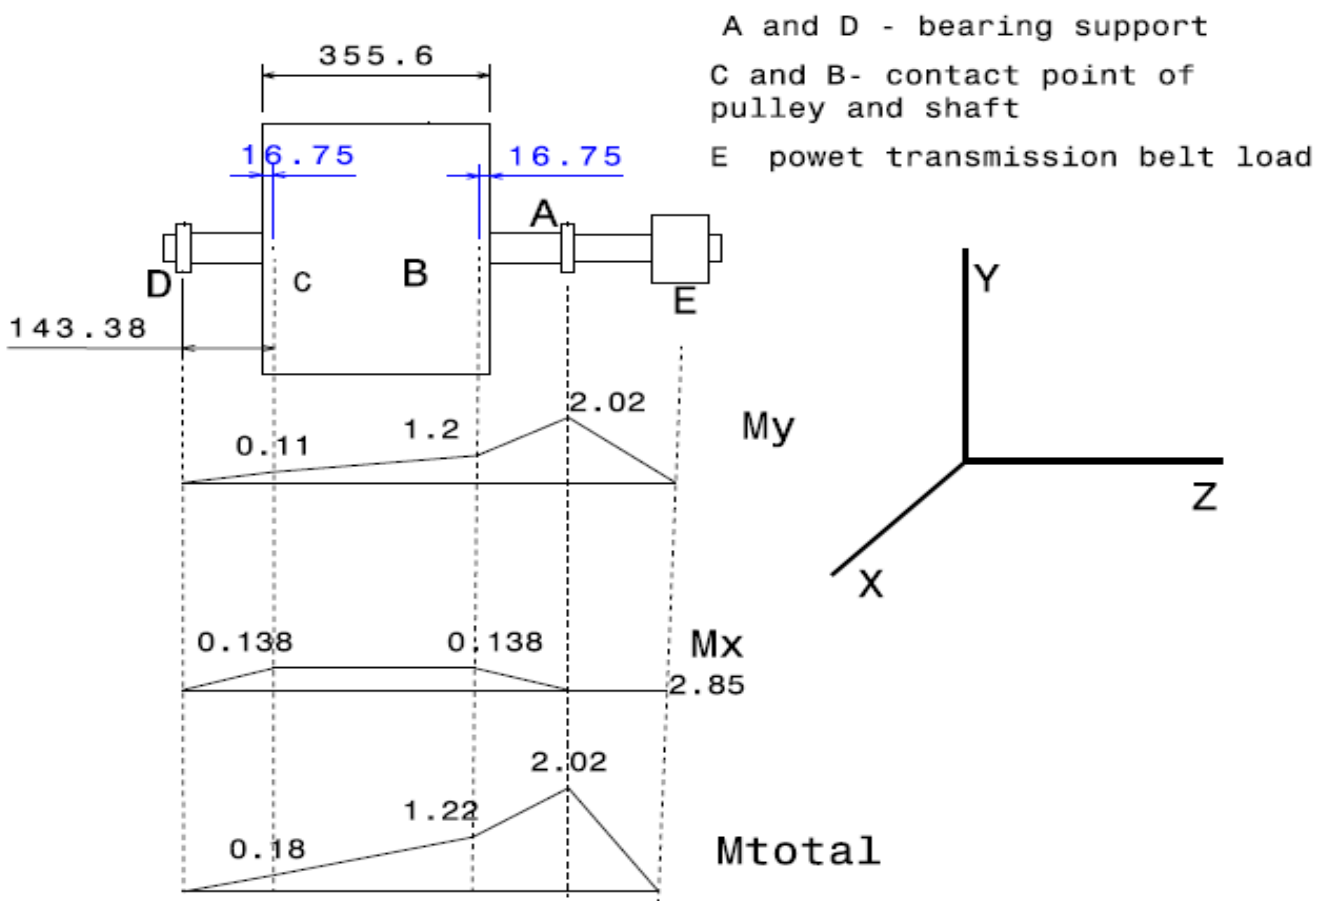 A and D - bearing support
355.6
C and B- contact point of
pulley and shaft
16.75
16.75
E powet transmission belt load
A
D
C
B
E
Y
143.38
2.02
My
1.2
0.11
Z
X
0.138
0.138
Mx
2.85
2.02
1.22
0.18
Mtotal